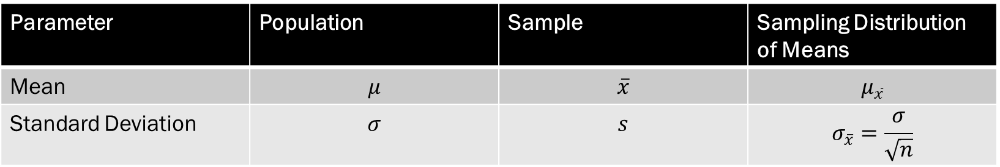 Parameter
Population
Sample
Sampling Distribution
of Means
Mean
μ
x̄
μ_x̄
Standard Deviation
σ
s
σ_x̄ = σ/√n